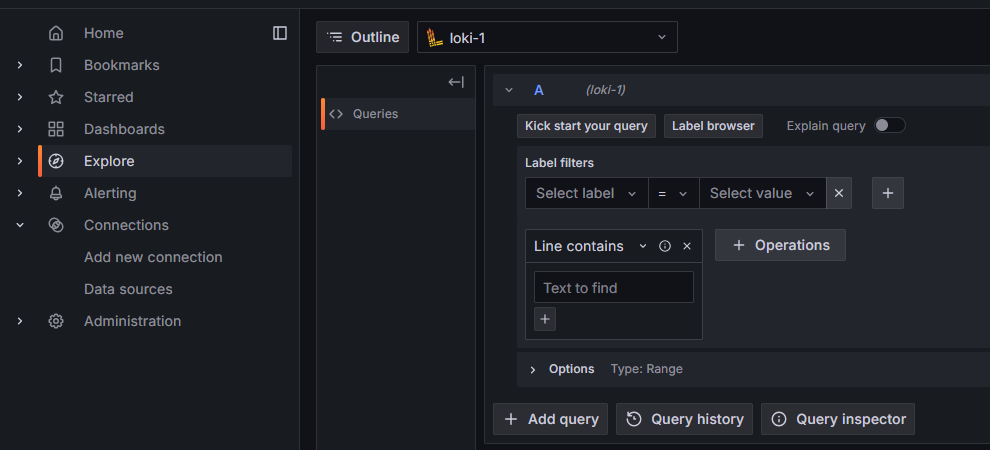 Home
Bookmarks
Starred
Dashboards
Explore
Alerting
Connections
Add new connection
Data sources
Administration
Outline
loki-1
Queries
A (loki-1)
Kick start your query Label browser Explain query
Label filters
Select label = Select value
Line contains Operations
Text to find
Options Type: Range
Add query Query history Query inspector